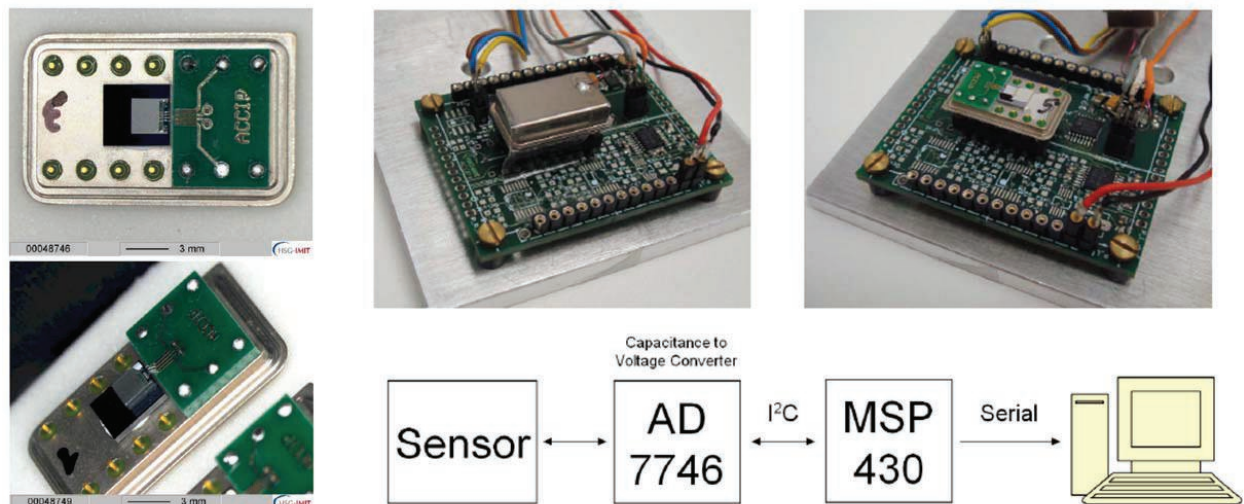 ACCIP
00048746
3 mm
HSG-IMIT
00048749
3 mm
HSG-IMIT
Capacitance to
Voltage Converter
Sensor
AD
7746
I²C
MSP
430
Serial